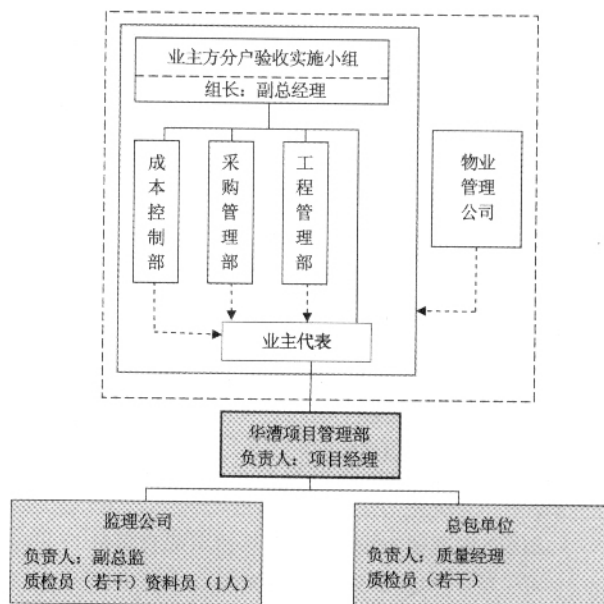 业主方分户验收实施小组
组长：副总经理
成本控制部
采购管理部
工程管理部
物业
管理
公司
业主代表
华漕项目管理部
负责人：项目经理
监理公司
负责人：副总监
质检员（若干）资料员（1人）
总包单位
负责人：质量经理
质检员（若干）